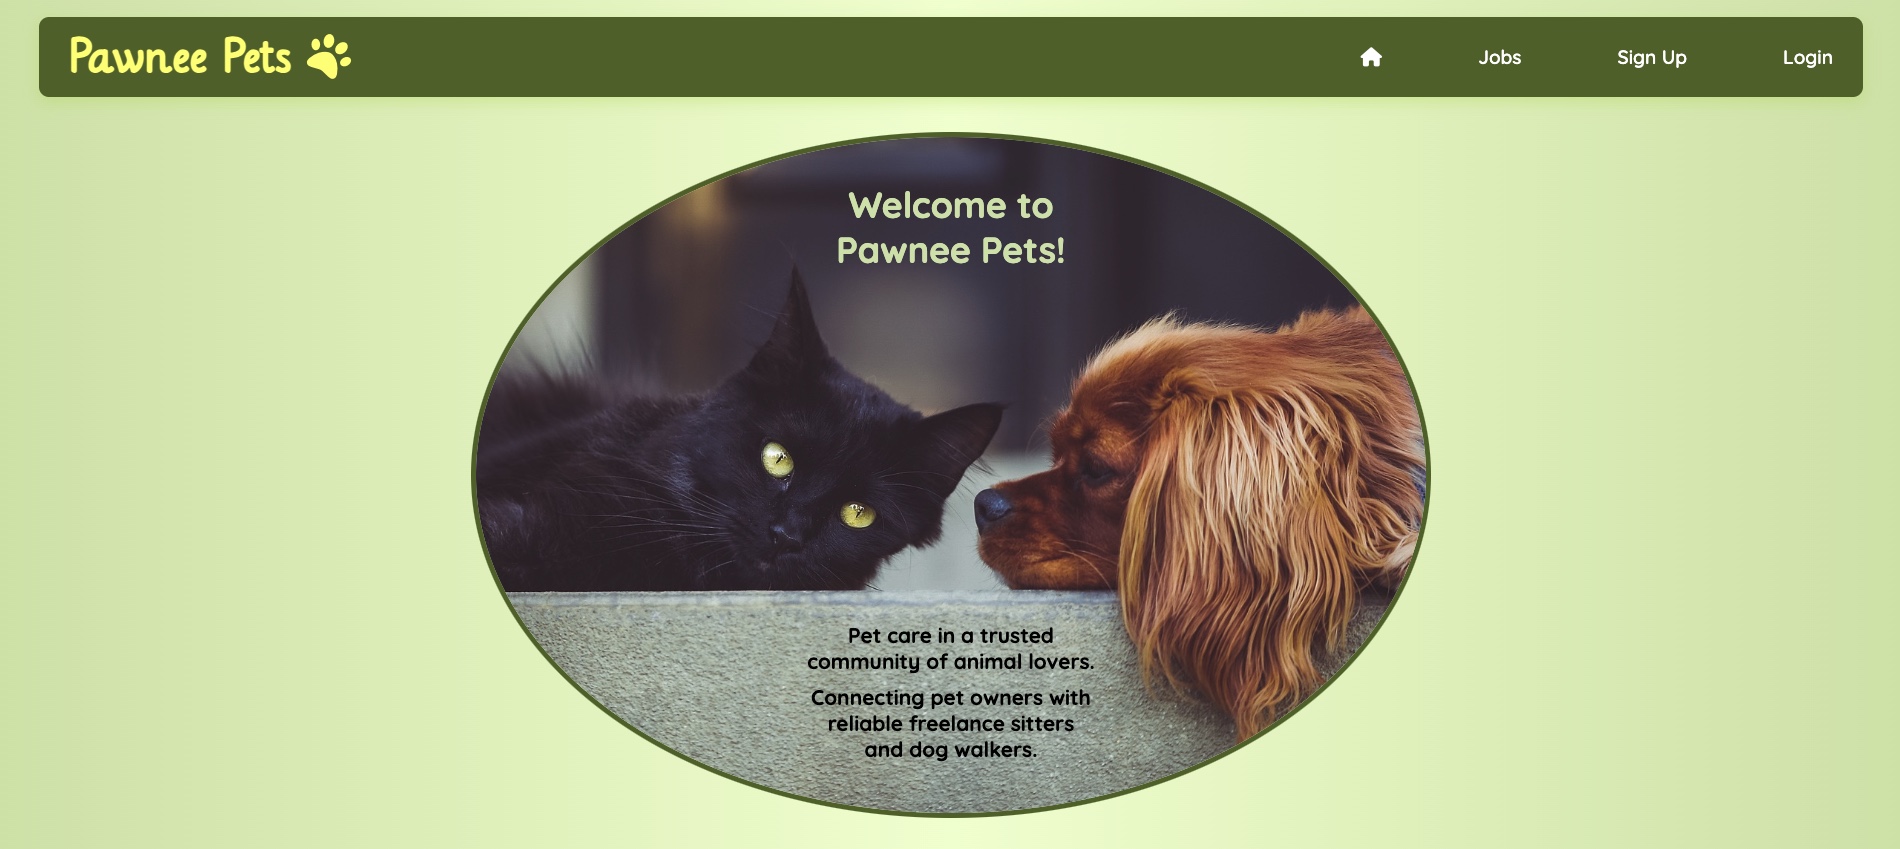 Pawnee Pets
Jobs
Sign Up
Login
Welcome to
Pawnee Pets!
Pet care in a trusted
community of animal lovers.
Connecting pet owners with
reliable freelance sitters
and dog walkers.